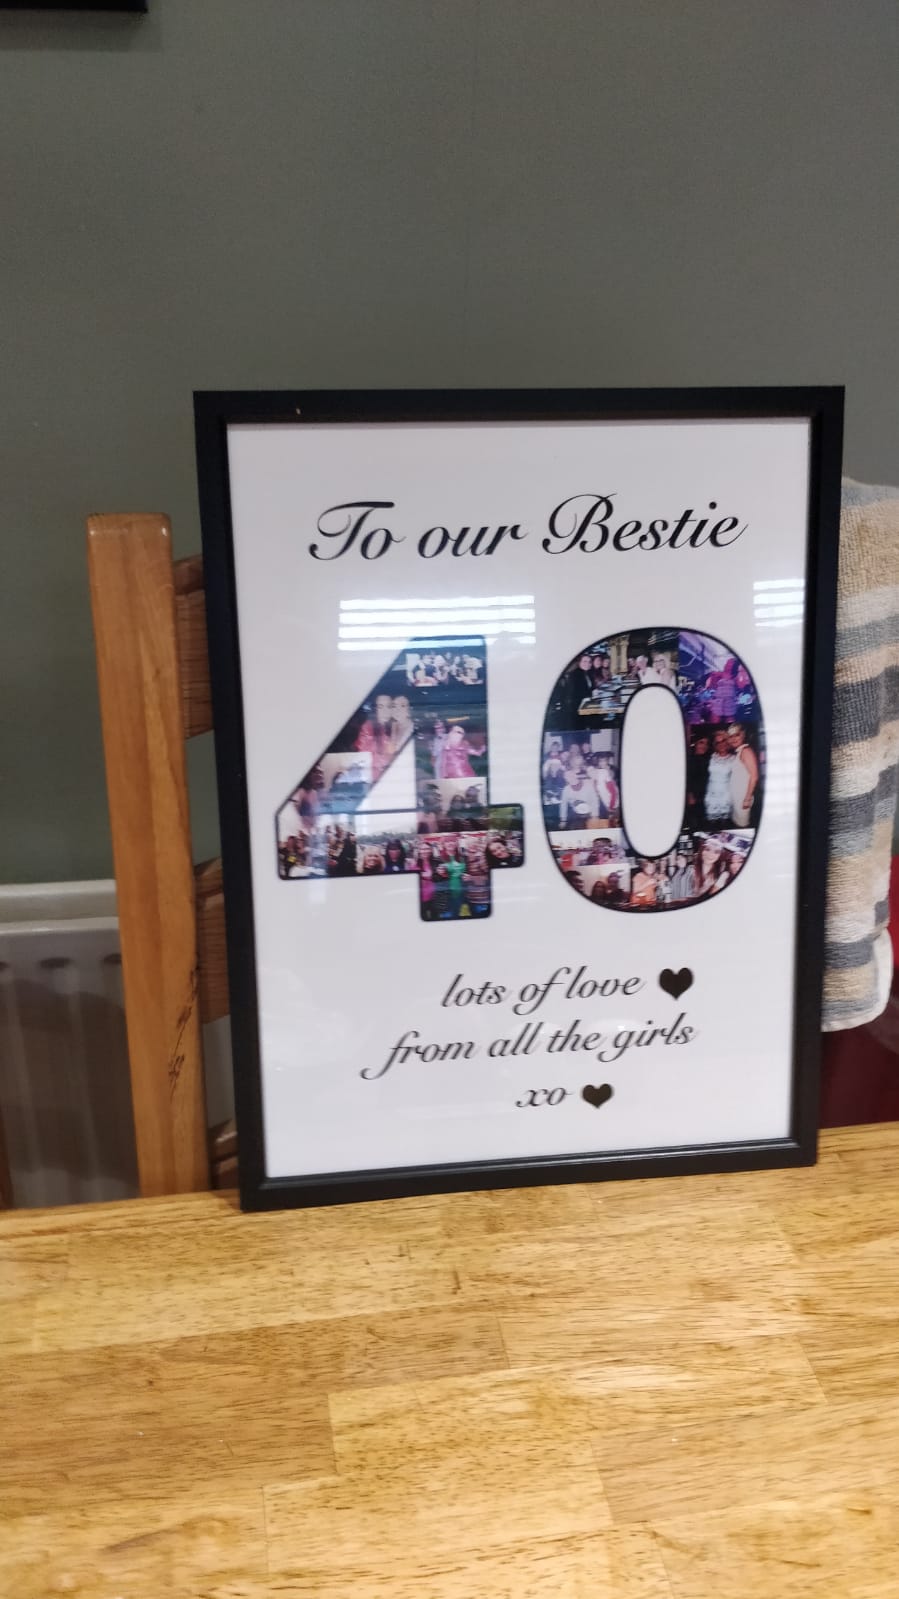 To our Bestie
40
lots of love 🖤
from all the girls
xo 🖤